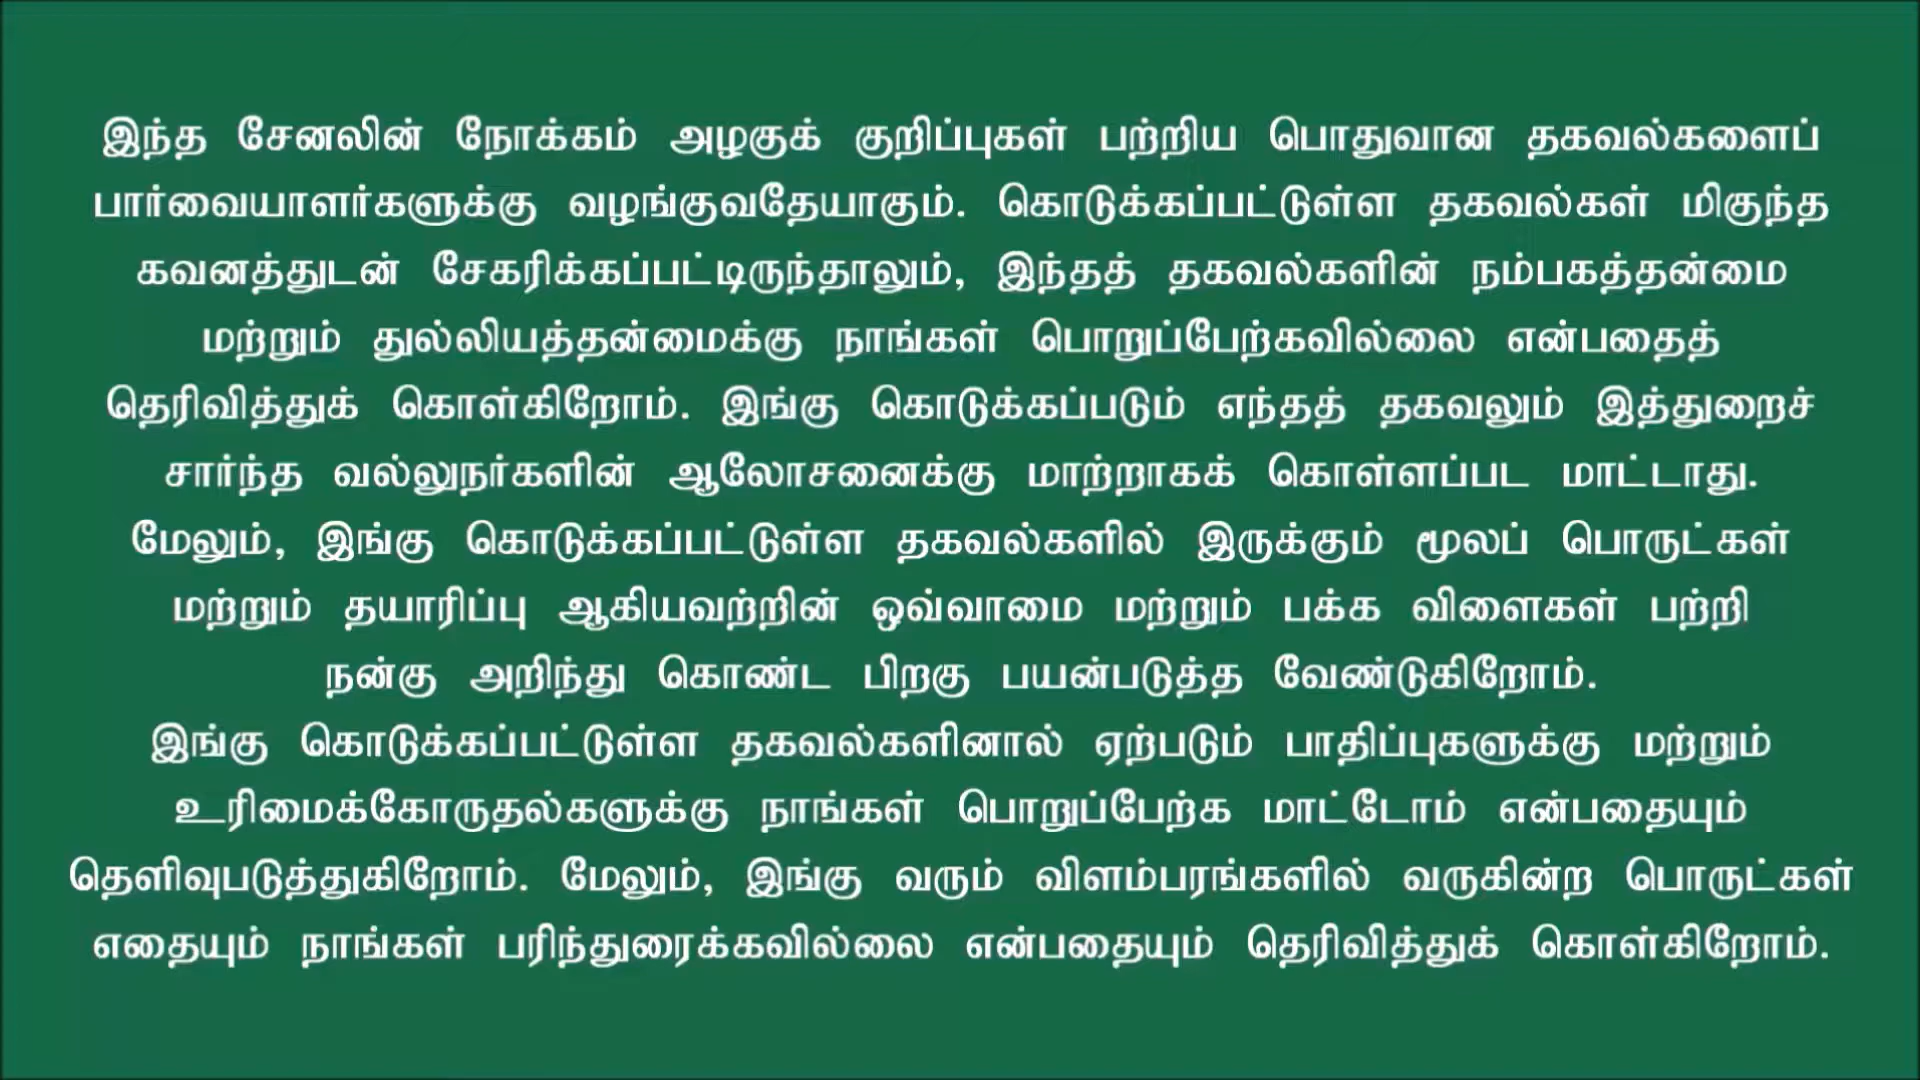 இந்த சேனலின் நோக்கம் அழகுக் குறிப்புகள் பற்றிய பொதுவான தகவல்களைப்
பார்வையாளர்களுக்கு வழங்குவதேயாகும். கொடுக்கப்பட்டுள்ள தகவல்கள் மிகுந்த
கவனத்துடன் சேகரிக்கப்பட்டிருந்தாலும், இந்தத் தகவல்களின் நம்பகத்தன்மை
மற்றும் துல்லியத்தன்மைக்கு நாங்கள் பொறுப்பேற்கவில்லை என்பதைத்
தெரிவித்துக் கொள்கிறோம். இங்கு கொடுக்கப்படும் எந்தத் தகவலும் இத்துறைச்
சார்ந்த வல்லுநர்களின் ஆலோசனைக்கு மாற்றாகக் கொள்ளப்பட மாட்டாது.
மேலும், இங்கு கொடுக்கப்பட்டுள்ள தகவல்களில் இருக்கும் மூலப் பொருட்கள்
மற்றும் தயாரிப்பு ஆகியவற்றின் ஒவ்வாமை மற்றும் பக்க விளைகள் பற்றி
நன்கு அறிந்து கொண்ட பிறகு பயன்படுத்த வேண்டுகிறோம்.
இங்கு கொடுக்கப்பட்டுள்ள தகவல்களினால் ஏற்படும் பாதிப்புகளுக்கு மற்றும்
உரிமைக்கோருதல்களுக்கு நாங்கள் பொறுப்பேற்க மாட்டோம் என்பதையும்
தெளிவுபடுத்துகிறோம். மேலும், இங்கு வரும் விளம்பரங்களில் வருகின்ற பொருட்கள்
எதையும் நாங்கள் பரிந்துரைக்கவில்லை என்பதையும் தெரிவித்துக் கொள்கிறோம்.